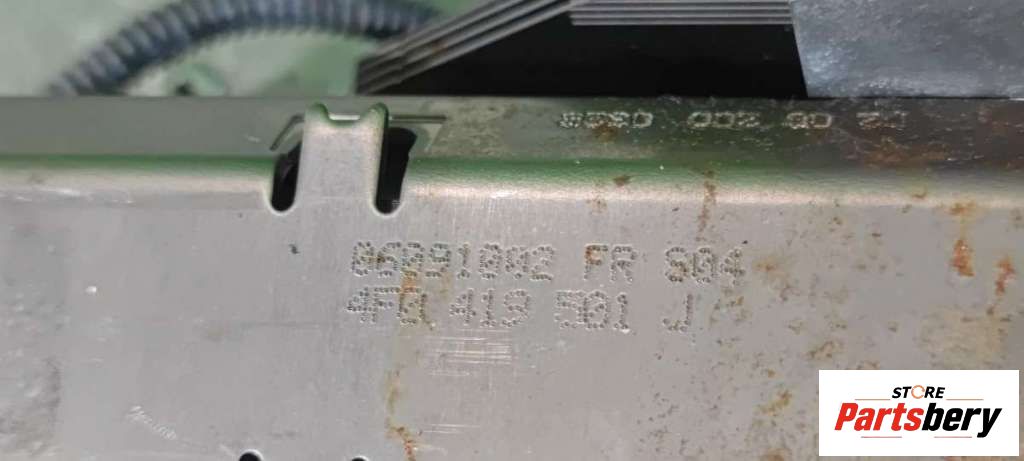 06091002 FR S04
4F0 419 501 J
STORE
Partsbery